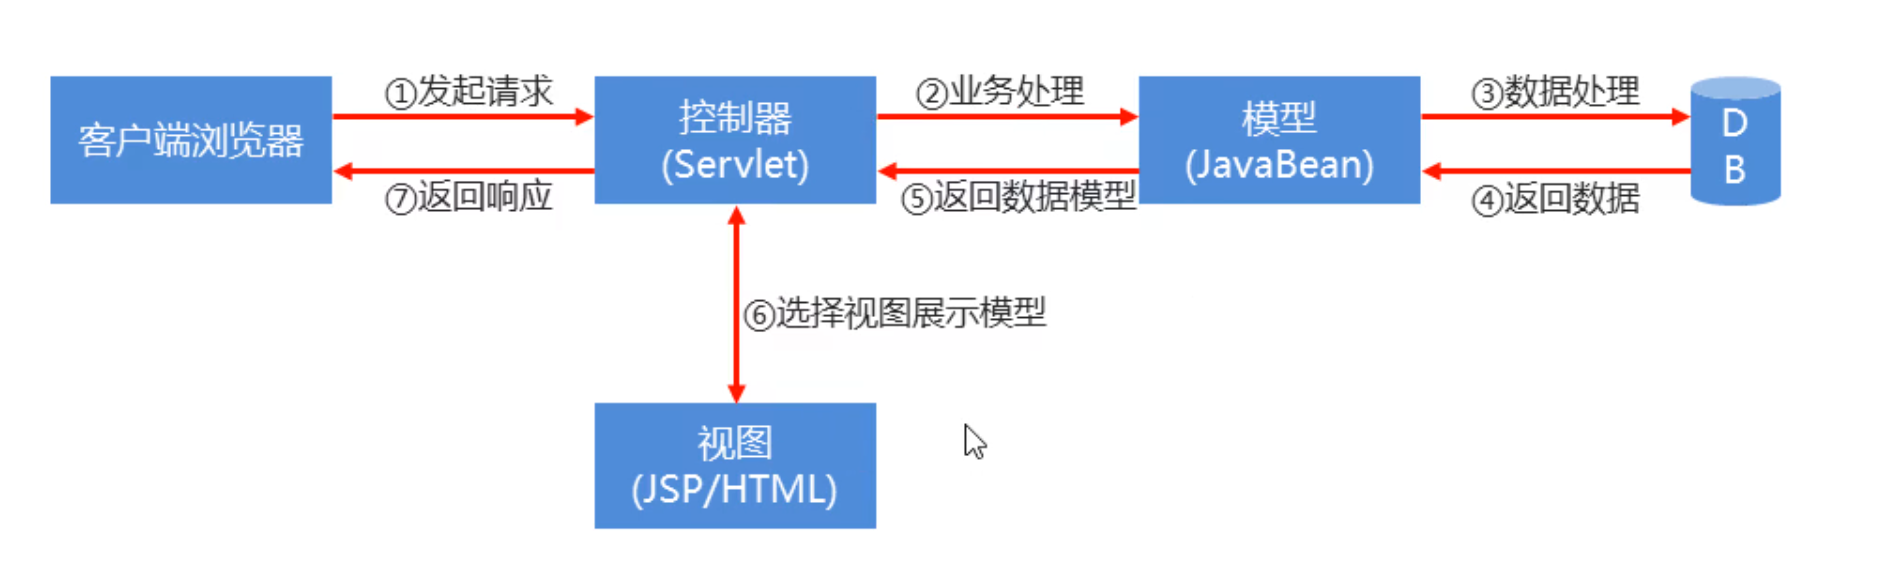 客户端浏览器
①发起请求
⑦返回响应
控制器
(Servlet)
②业务处理
⑤返回数据模型
模型
(JavaBean)
③数据处理
④返回数据
D
B
⑥选择视图展示模型
视图
(JSP/HTML)